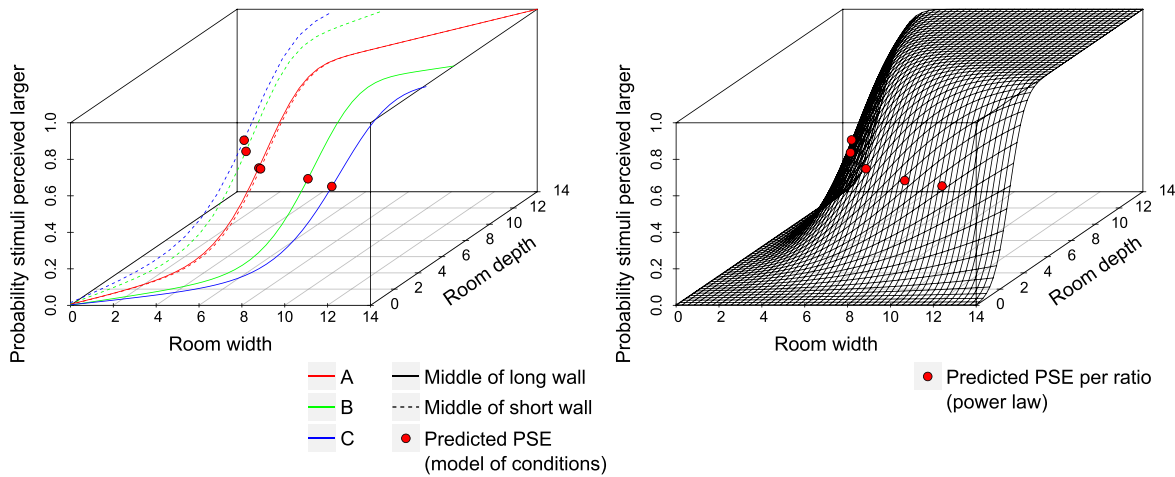 Probability stimuli perceived larger
0.0 0.2 0.4 0.6 0.8 1.0
0 2 4 6 8 10 12 14
Room width
0 2 4 6 8 10 12 14
Room depth
A
B
C
Middle of long wall
Middle of short wall
Predicted PSE
(model of conditions)
Probability stimuli perceived larger
0.0 0.2 0.4 0.6 0.8 1.0
0 2 4 6 8 10 12 14
Room width
0 2 4 6 8 10 12 14
Room depth
Predicted PSE per ratio
(power law)